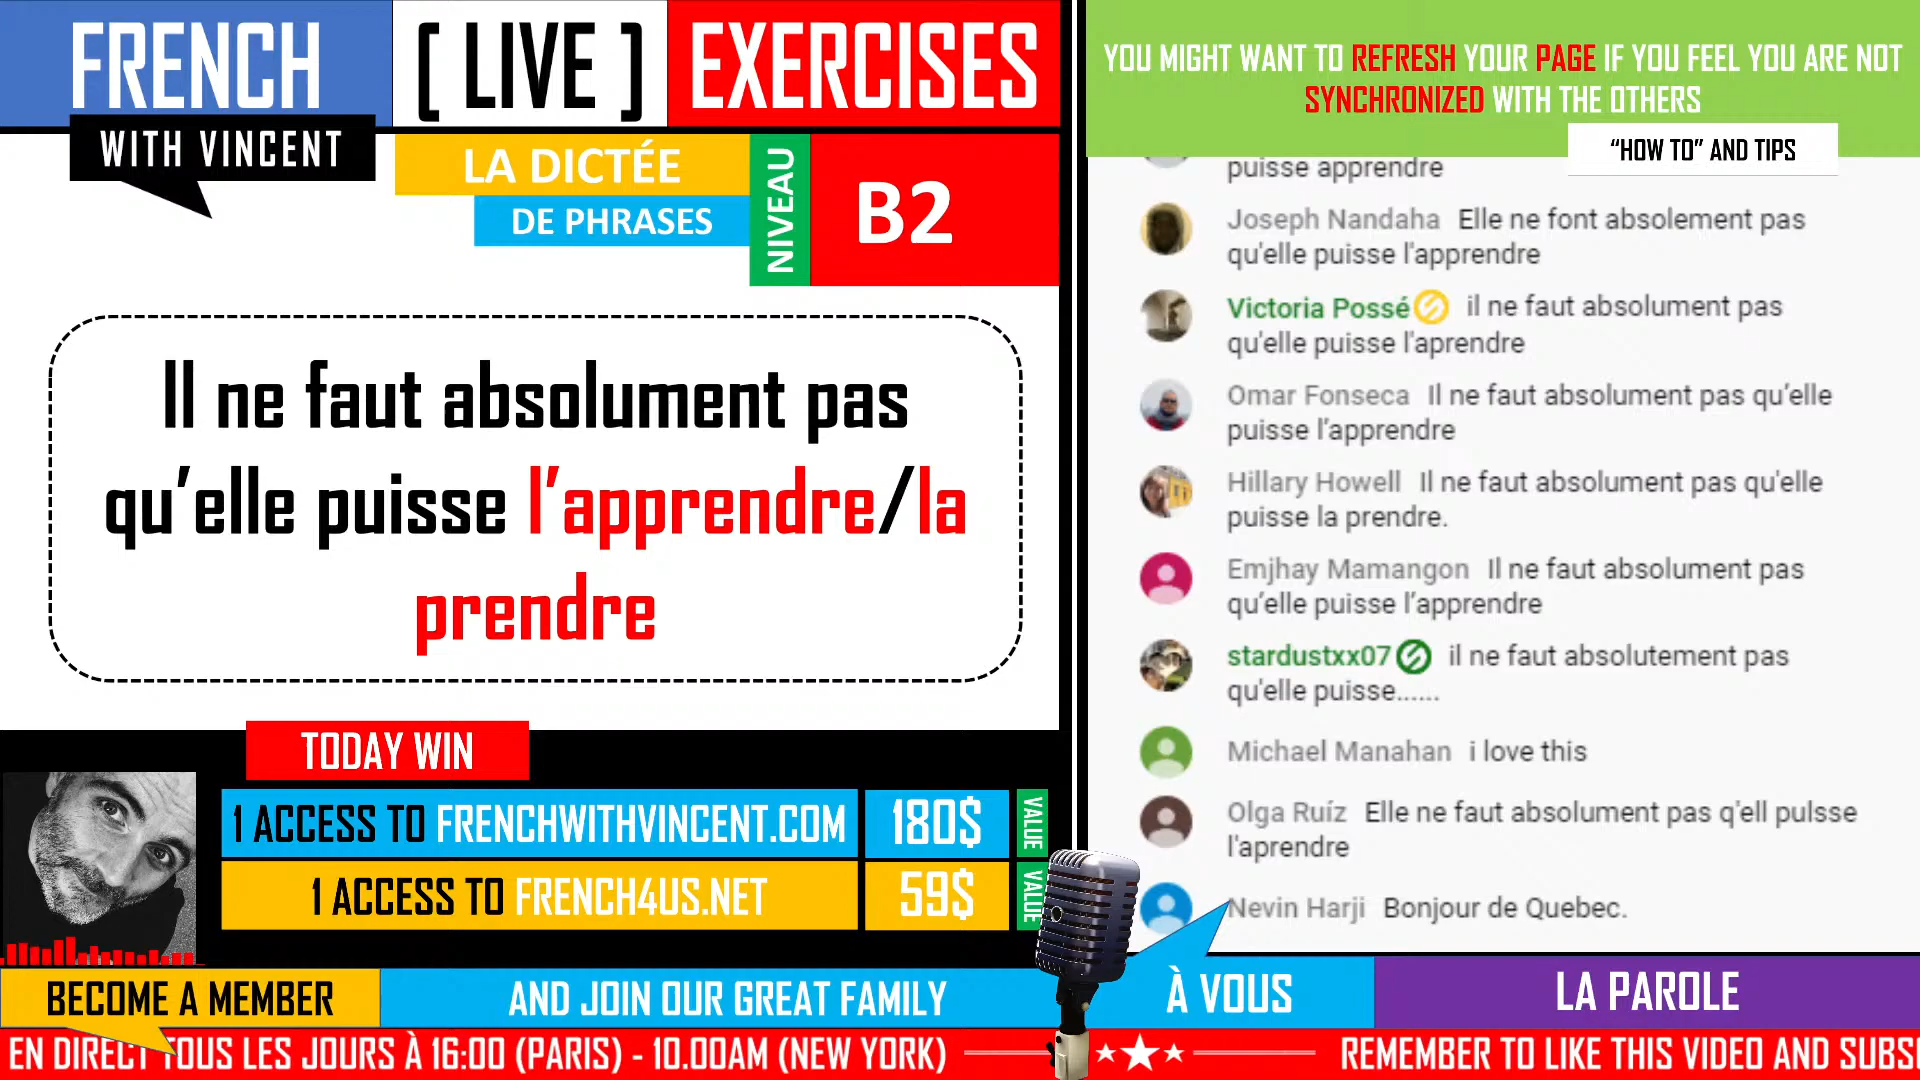 FRENCH
[ LIVE ]
EXERCISES
WITH VINCENT
LA DICTÉE
DE PHRASES
NIVEAU
B2
Il ne faut absolument pas
qu’elle puisse l’apprendre/la
prendre
TODAY WIN
1 ACCESS TO FRENCHWITHVINCENT.COM
180$
VALUE
1 ACCESS TO FRENCH4US.NET
59$
VALUE
BECOME A MEMBER
AND JOIN OUR GREAT FAMILY
EN DIRECT TOUS LES JOURS À 16:00 (PARIS) - 10.00AM (NEW YORK)
YOU MIGHT WANT TO REFRESH YOUR PAGE IF YOU FEEL YOU ARE NOT
SYNCHRONIZED WITH THE OTHERS
“HOW TO” AND TIPS
puisse apprendre
Joseph Nandaha Elle ne font absolement pas
qu'elle puisse l'apprendre
Victoria Possé il ne faut absolument pas
qu'elle puisse l'aprendre
Omar Fonseca Il ne faut absolument pas qu’elle
puisse l’apprendre
Hillary Howell Il ne faut absolument pas qu'elle
puisse la prendre.
Emjhay Mamangon Il ne faut absolument pas
qu’elle puisse l’apprendre
stardustxx07 il ne faut absolutement pas
qu'elle puisse......
Michael Manahan i love this
Olga Ruíz Elle ne faut absolument pas q'ell pulsse
l'aprendre
Nevin Harji Bonjour de Quebec.
À VOUS
LA PAROLE
REMEMBER TO LIKE THIS VIDEO AND SUBS